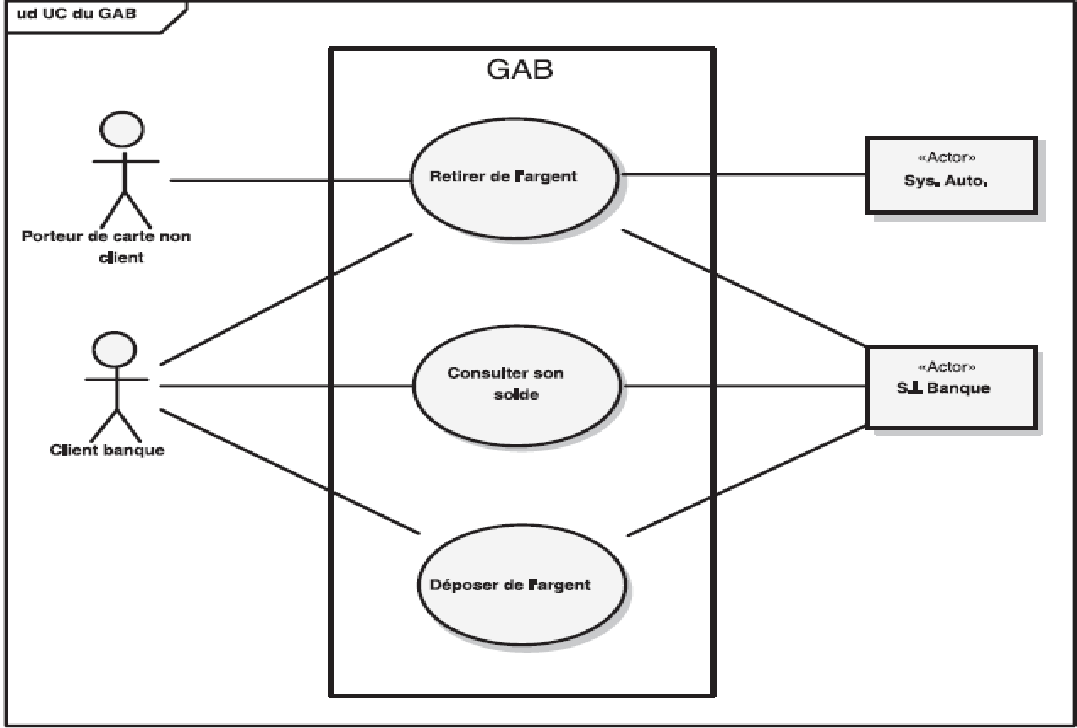 ud UC du GAB
GAB
Porteur de carte non
client
Retirer de l'argent
«Actor»
Sys. Auto.
Client banque
Consulter son
solde
«Actor»
S.I. Banque
Déposer de l'argent